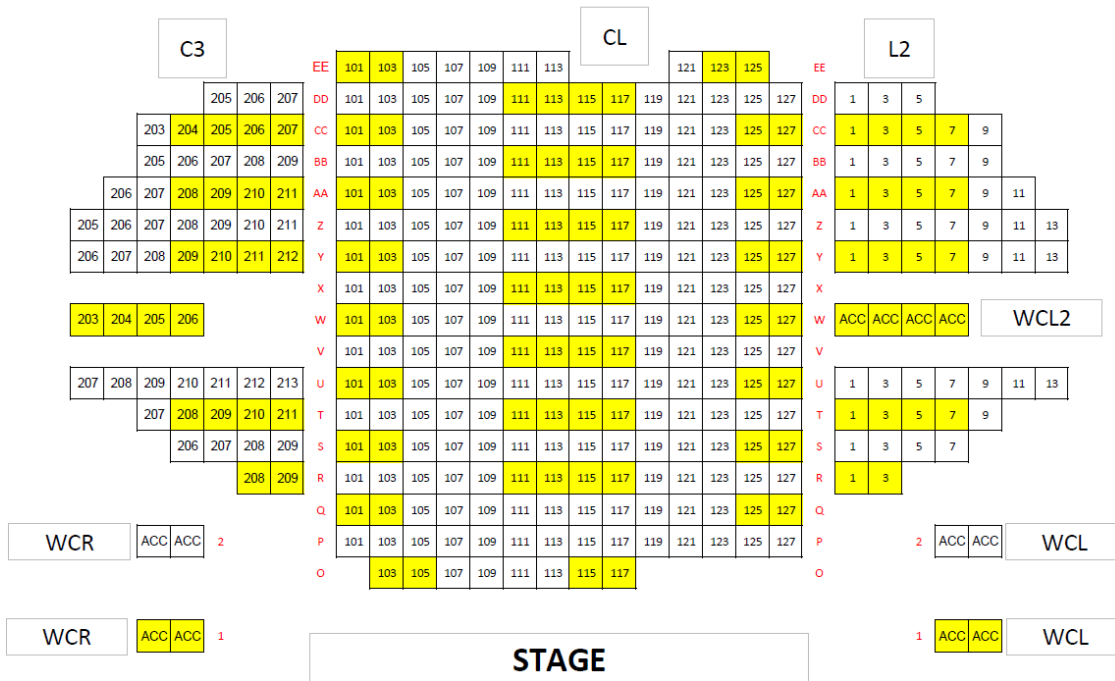 C3 CL L2
EE 101 103 105 107 109 111 113 121 123 125 EE
205 206 207 DD 101 103 105 107 109 111 113 115 117 119 121 123 125 127 DD 1 3 5
203 204 205 206 207 CC 101 103 105 107 109 111 113 115 117 119 121 123 125 127 CC 1 3 5 7 9
205 206 207 208 209 BB 101 103 105 107 109 111 113 115 117 119 121 123 125 127 BB 1 3 5 7 9
206 207 208 209 210 211 AA 101 103 105 107 109 111 113 115 117 119 121 123 125 127 AA 1 3 5 7 9 11
205 206 207 208 209 210 211 Z 101 103 105 107 109 111 113 115 117 119 121 123 125 127 Z 1 3 5 7 9 11 13
206 207 208 209 210 211 212 Y 101 103 105 107 109 111 113 115 117 119 121 123 125 127 Y 1 3 5 7 9 11 13
X 101 103 105 107 109 111 113 115 117 119 121 123 125 127 X
203 204 205 206 W 101 103 105 107 109 111 113 115 117 119 121 123 125 127 W ACC ACC ACC ACC WCL2
V 101 103 105 107 109 111 113 115 117 119 121 123 125 127 V
207 208 209 210 211 212 213 U 101 103 105 107 109 111 113 115 117 119 121 123 125 127 U 1 3 5 7 9 11 13
207 208 209 210 211 T 101 103 105 107 109 111 113 115 117 119 121 123 125 127 T 1 3 5 7 9
206 207 208 209 S 101 103 105 107 109 111 113 115 117 119 121 123 125 127 S 1 3 5 7
208 209 R 101 103 105 107 109 111 113 115 117 119 121 123 125 127 R 1 3
Q 101 103 105 107 109 111 113 115 117 119 121 123 125 127 Q
WCR ACC ACC 2 P 101 103 105 107 109 111 113 115 117 119 121 123 125 127 P 2 ACC ACC WCL
O 103 105 107 109 111 113 115 117 O
WCR ACC ACC 1 1 ACC ACC WCL
STAGE